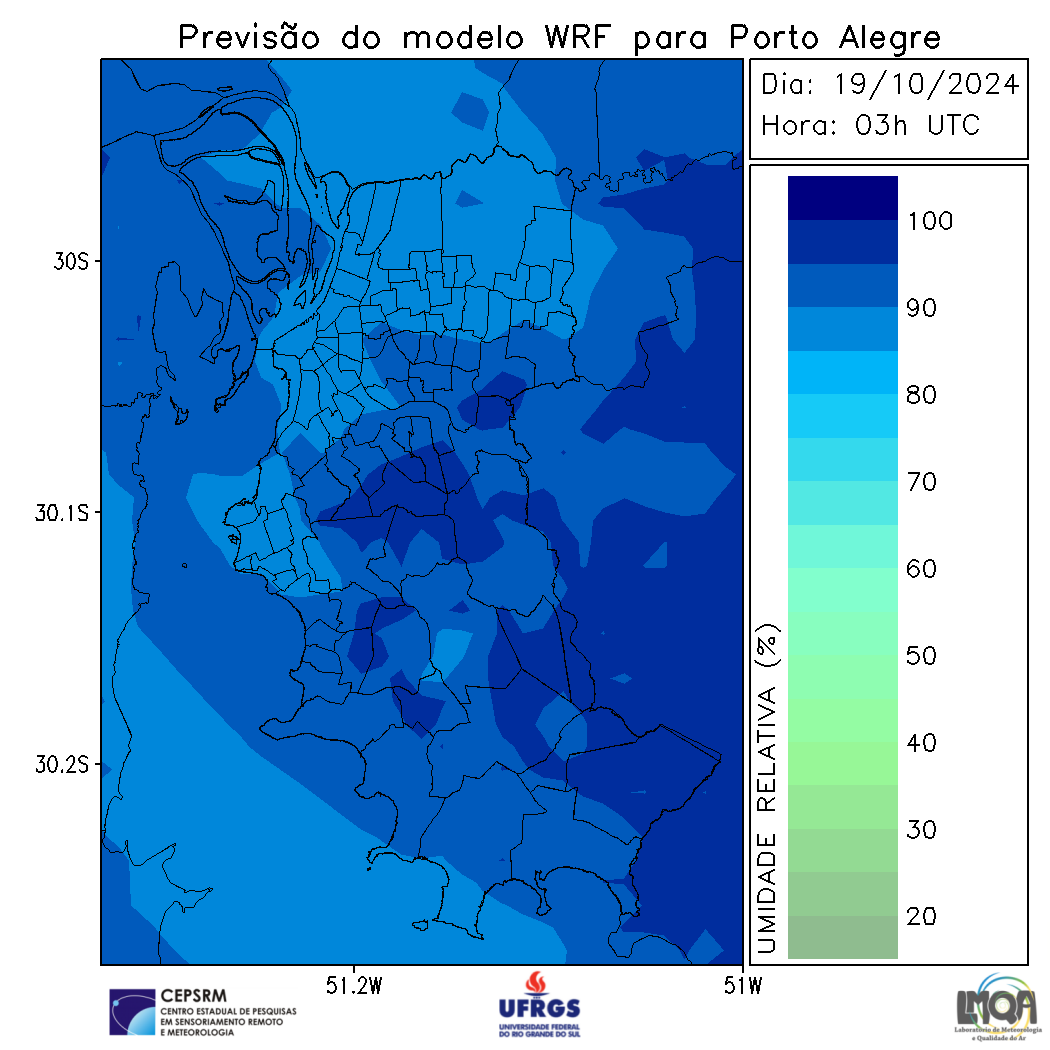 Previsão do modelo WRF para Porto Alegre
Dia: 19/10/2024
Hora: 03h UTC
30S
30.1S
30.2S
51.2W
51W
UMIDADE RELATIVA (%)
100
90
80
70
60
50
40
30
20
CEPSRM
CENTRO ESTADUAL DE PESQUISAS
EM SENSORIAMENTO REMOTO
E METEOROLOGIA
UFRGS
UNIVERSIDADE FEDERAL
DO RIO GRANDE DO SUL
LMQA
Laboratório de Meteorologia
e Qualidade do Ar